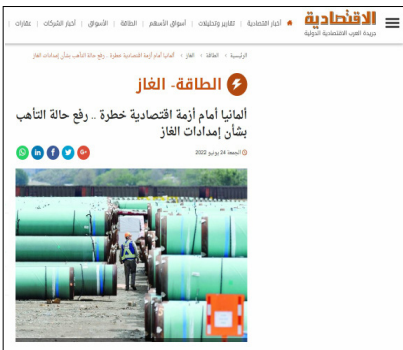 الاقتصادية
جريدة العرب الاقتصادية الدولية
أخبار اقتصادية | تقارير وتحليلات | أسواق الأسهم | الطاقة | الأسواق | أخبار الشركات | عقارات
الرئيسية > الطاقة > الغاز > ألمانيا أمام أزمة اقتصادية خطرة .. رفع حالة التأهب بشأن إمدادات الغاز
الطاقة- الغاز
ألمانيا أمام أزمة اقتصادية خطرة .. رفع حالة التأهب
بشأن إمدادات الغاز
الجمعة 24 يونيو 2022